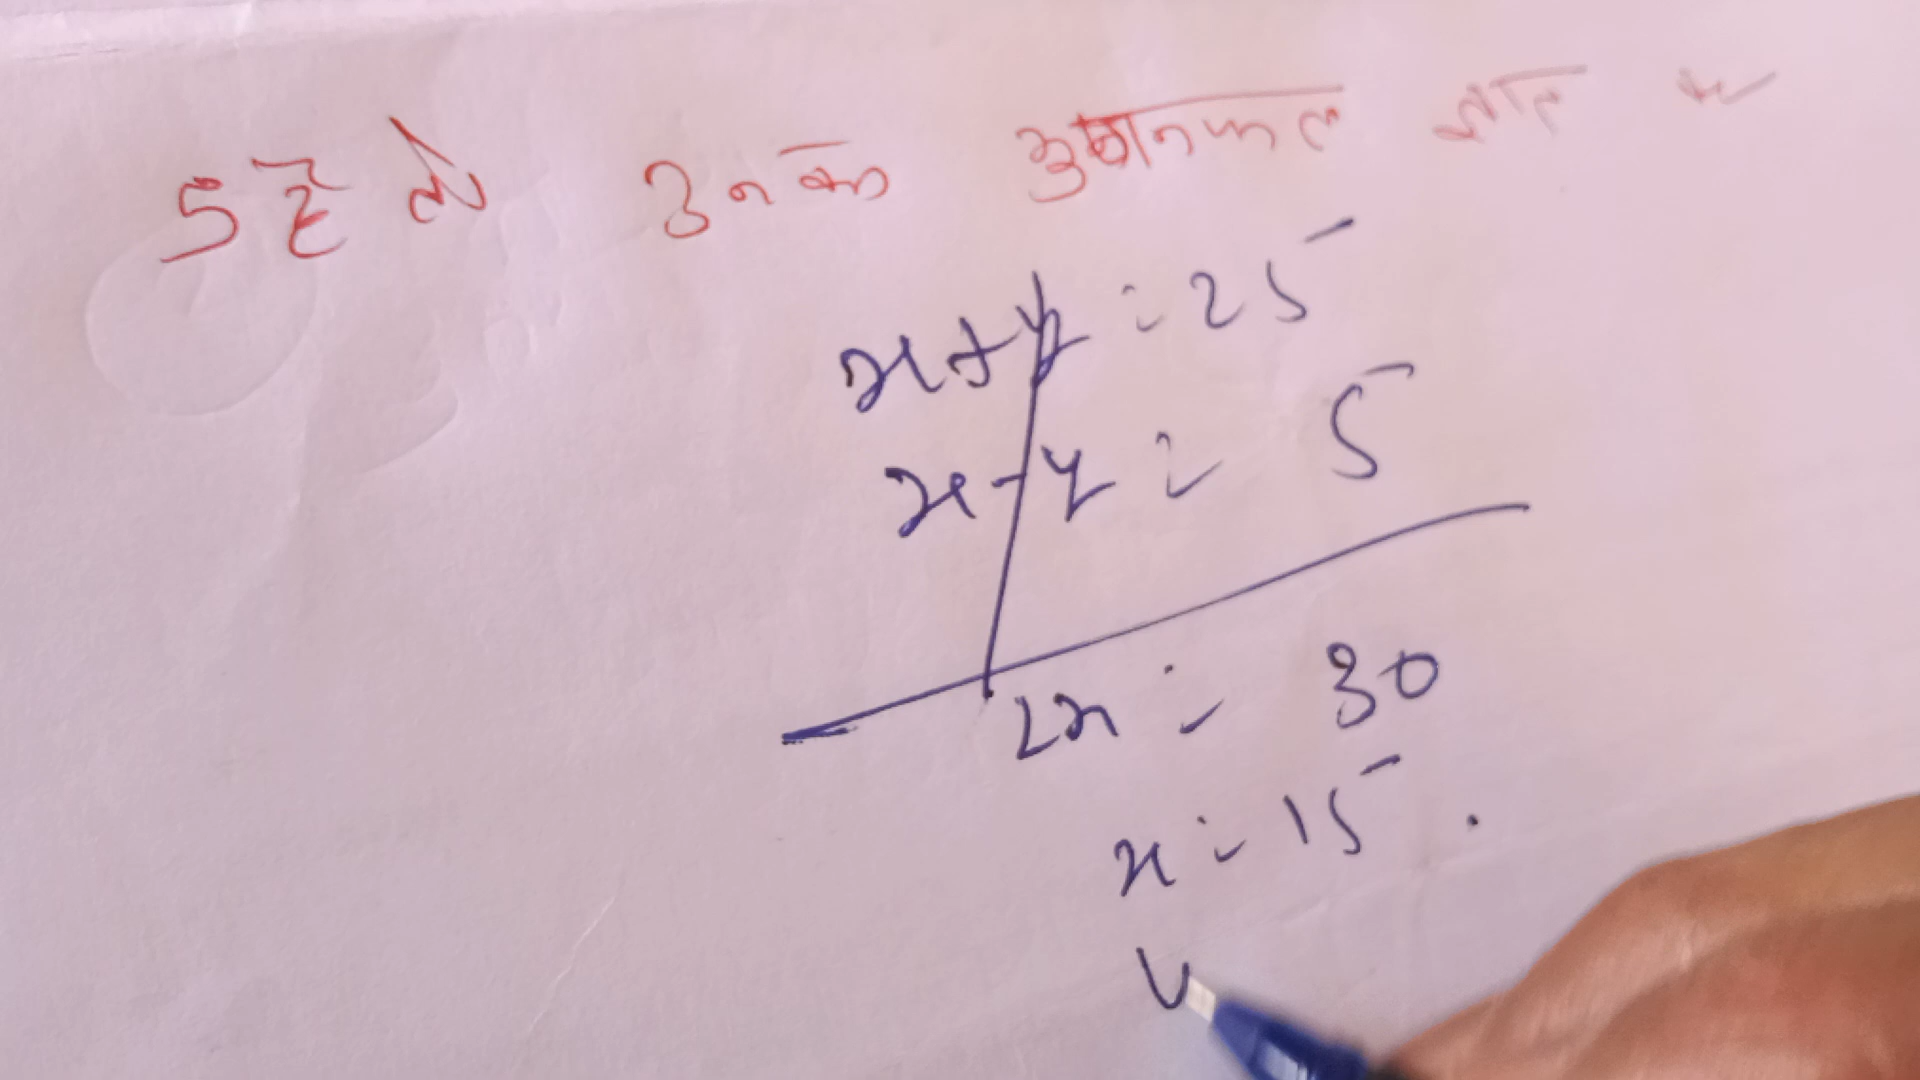 5 है तो उनका गुणनफल ज्ञात क
x+y=25
x-y=5
2x=30
x=15.
y